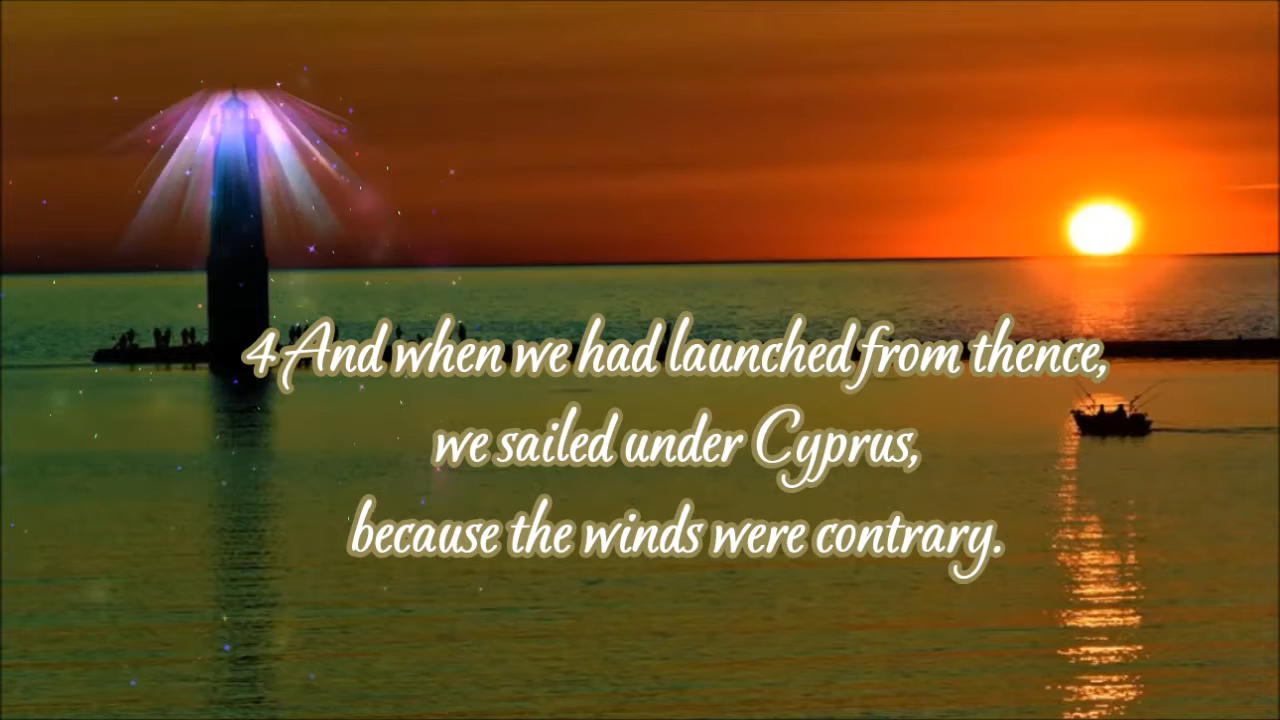 4 And when we had launched from thence,
we sailed under Cyprus,
because the winds were contrary.